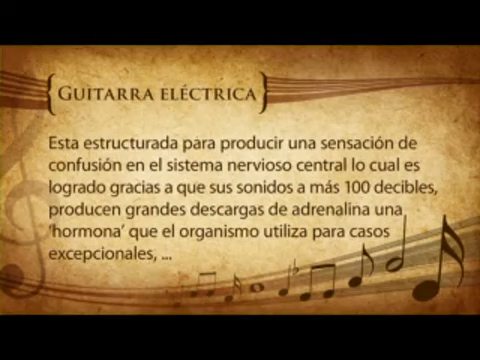 {GUITARRA ELÉCTRICA}
Esta estructurada para producir una sensación de
confusión en el sistema nervioso central lo cual es
logrado gracias a que sus sonidos a más 100 decibles,
producen grandes descargas de adrenalina una
'hormona' que el organismo utiliza para casos
excepcionales, ...